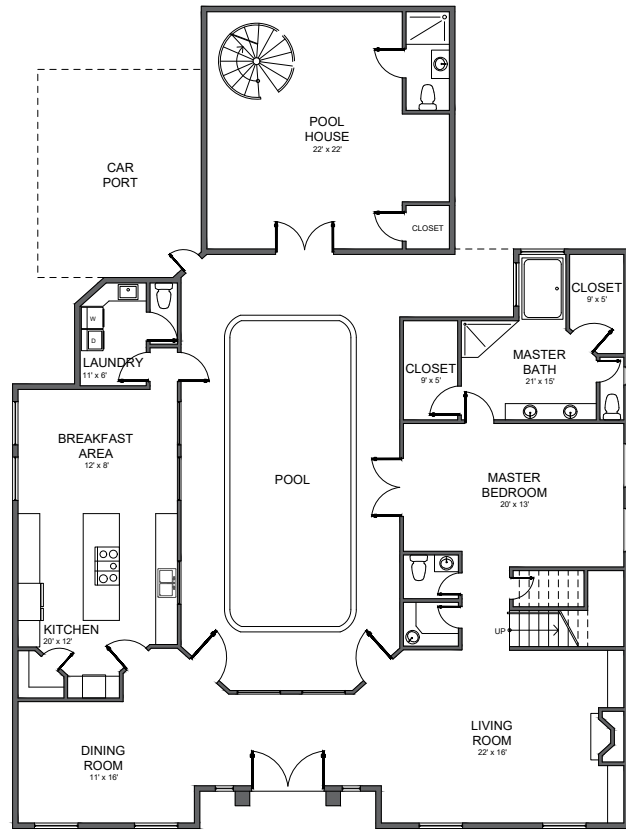 POOL
HOUSE
22' x 22'
CAR
PORT
CLOSET
CLOSET
9' x 5'
W
D
LAUNDRY
11' x 6'
CLOSET
9' x 5'
MASTER
BATH
21' x 15'
BREAKFAST
AREA
12' x 8'
POOL
MASTER
BEDROOM
20' x 13'
KITCHEN
20' x 12'
UP
DINING
ROOM
11' x 16'
LIVING
ROOM
22' x 16'